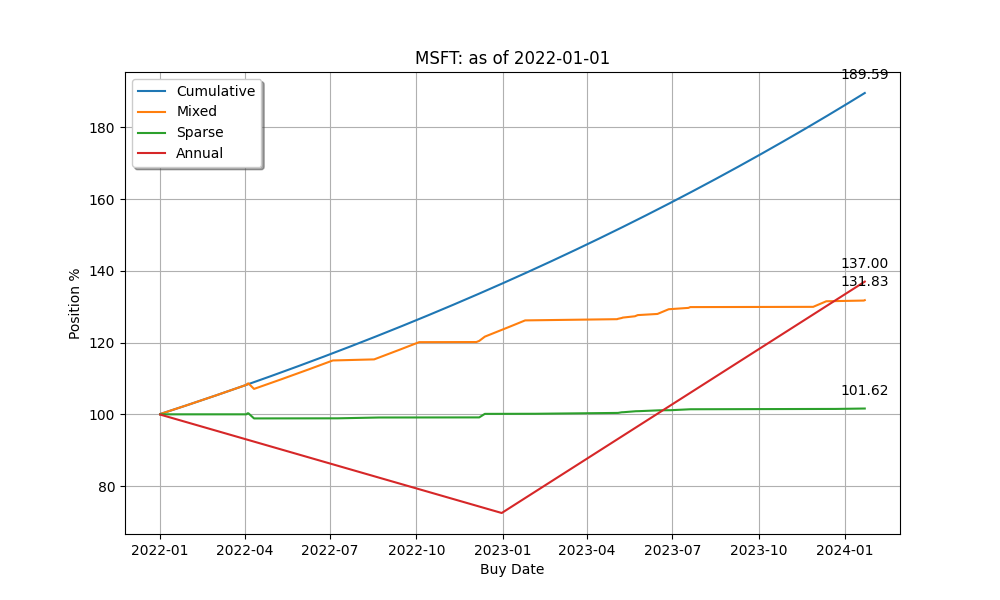 MSFT: as of 2022-01-01
189.59
Cumulative
Mixed
Sparse
Annual
137.00
131.83
101.62
Position %
180
160
140
120
100
80
2022-01 2022-04 2022-07 2022-10 2023-01 2023-04 2023-07 2023-10 2024-01
Buy Date